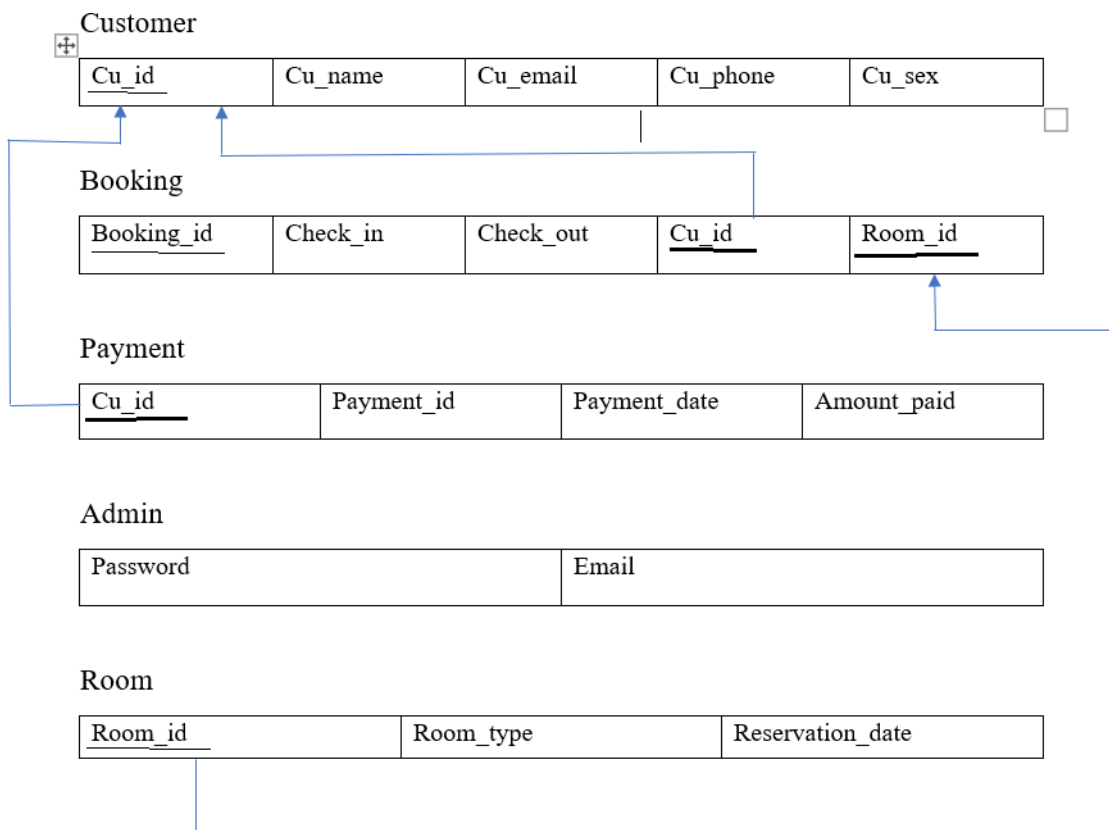 Customer
Cu_id Cu_name Cu_email Cu_phone Cu_sex
Booking
Booking_id Check_in Check_out Cu_id Room_id
Payment
Cu_id Payment_id Payment_date Amount_paid
Admin
Password Email
Room
Room_id Room_type Reservation_date